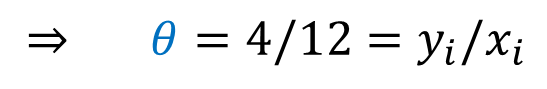 ⇒ θ = 4/12 = yᵢ/xᵢ